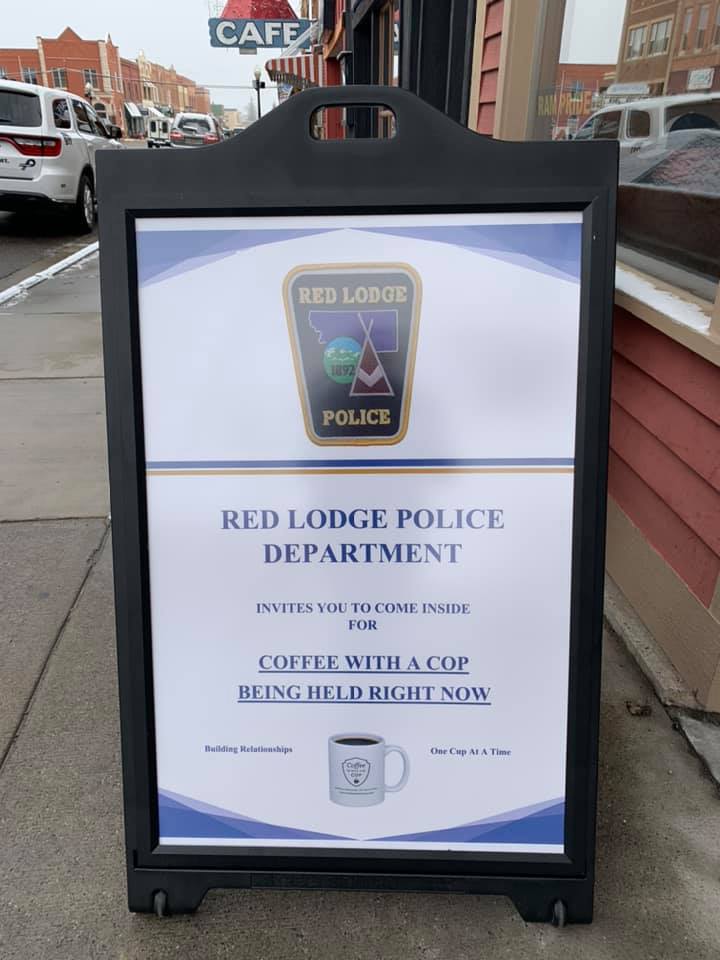 CAFE
RED LODGE
1892
POLICE
RED LODGE POLICE
DEPARTMENT
INVITES YOU TO COME INSIDE
FOR
COFFEE WITH A COP
BEING HELD RIGHT NOW
Building Relationships
One Cup At A Time
Coffee
WITH A
COP